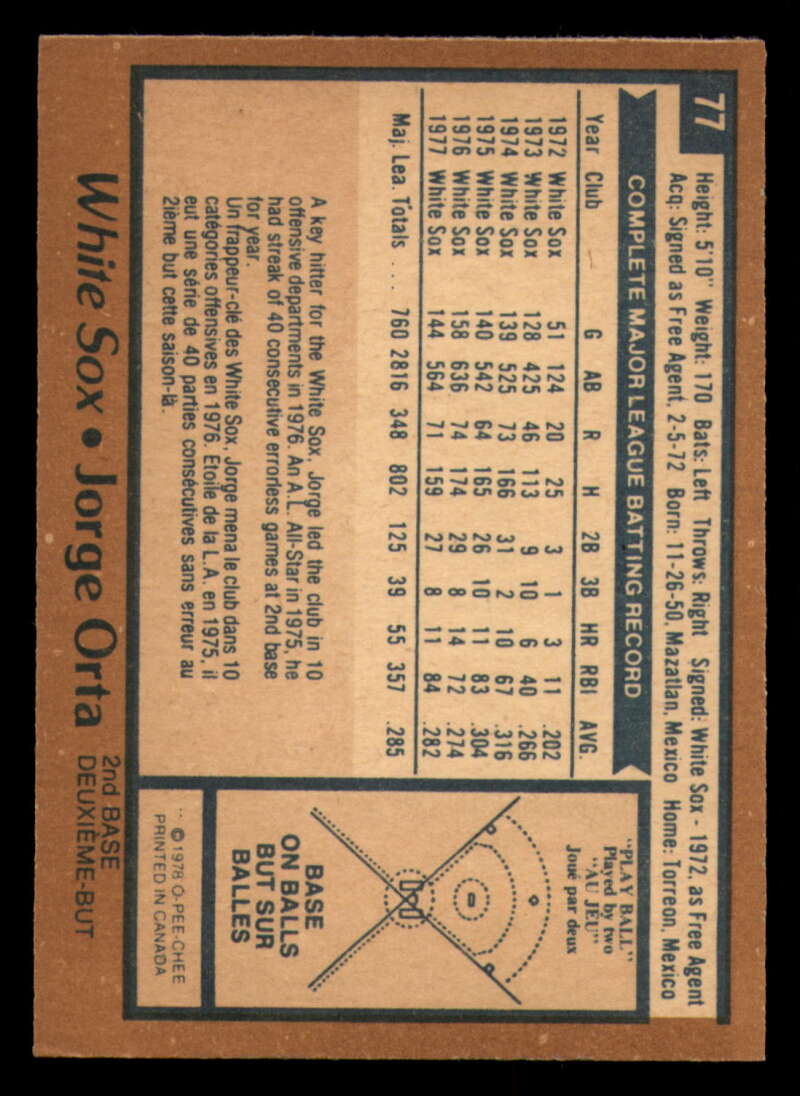 77
Height: 5'10" Weight: 170 Bats: Left Throws: Right Signed: White Sox - 1972, as Free Agent
Acq: Signed as Free Agent, 2-5-72 Born: 11-26-50, Mazatlan, Mexico Home: Torreon, Mexico
COMPLETE MAJOR LEAGUE BATTING RECORD
Year Club G AB R H 2B 3B HR RBI AVG.
1972 White Sox 51 124 20 25 3 1 3 11 .202
1973 White Sox 128 425 46 113 9 10 6 40 .266
1974 White Sox 139 525 73 166 31 2 10 67 .316
1975 White Sox 140 542 64 165 26 10 11 83 .304
1976 White Sox 158 636 74 174 29 8 14 72 .274
1977 White Sox 144 564 71 159 27 8 11 84 .282
Maj. Lea. Totals . . . 760 2816 348 802 125 39 55 357 .285
A key hitter for the White Sox, Jorge led the club in 10
offensive departments in 1976. An A.L. All-Star in 1975, he
had streak of 40 consecutive errorless games at 2nd base
for year.
Un frappeur-clé des White Sox, Jorge mena le club dans 10
catégories offensives en 1976. Etoile de la L.A. en 1975, il
eut une série de 40 parties consécutives sans erreur au
2ième but cette saison-là.
"PLAY BALL"
Played by two
"AU JEU"
Joué par deux
BASE
ON BALLS
BUT SUR
BALLES
©1978 O-PEE-CHEE
PRINTED IN CANADA
White Sox • Jorge Orta
2nd BASE
DEUXIÈME-BUT